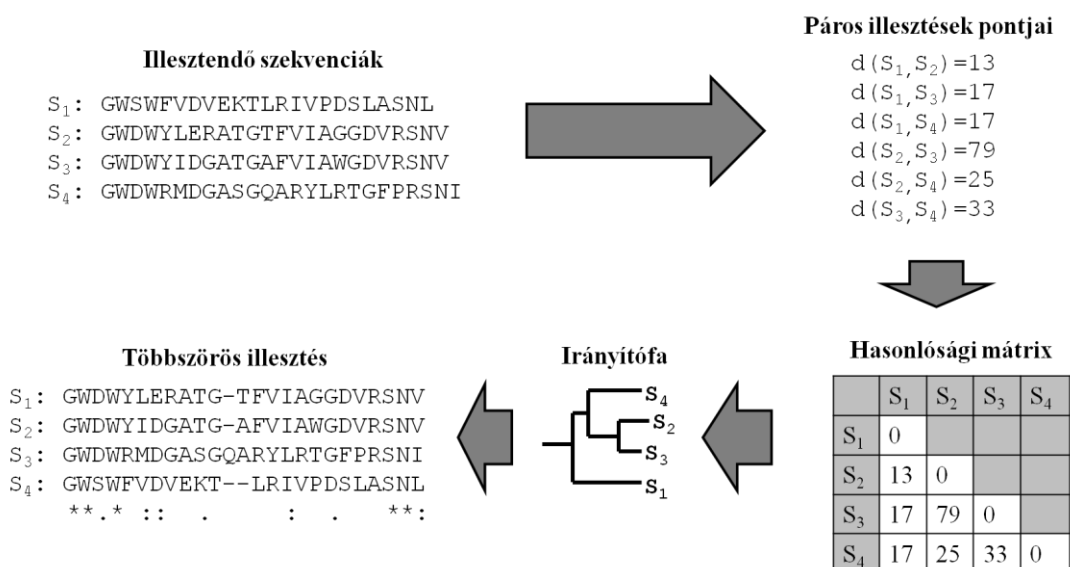 Illesztendő szekvenciák
S₁: GWSWFVDVEKTLRIVPDSLASNL
S₂: GWDWYLERATGTFVIAGGDVRSNV
S₃: GWDWYIDGATGAFVIAWGDVRSNV
S₄: GWDWRMDGASGQARYLRTGFPRSNI
Páros illesztések pontjai
d(S₁,S₂)=13
d(S₁,S₃)=17
d(S₁,S₄)=17
d(S₂,S₃)=79
d(S₂,S₄)=25
d(S₃,S₄)=33
Hasonlósági mátrix
S₁ S₂ S₃ S₄
S₁ 0
S₂ 13 0
S₃ 17 79 0
S₄ 17 25 33 0
Irányítófa
S₄
S₂
S₃
S₁
Többszörös illesztés
S₁: GWDWYLERATG-TFVIAGGDVRSNV
S₂: GWDWYIDGATG-AFVIAWGDVRSNV
S₃: GWDWRMDGASGQARYLRTGFPRSNI
S₄: GWSWFVDVEKT--LRIVPDSLASNL
**.* ::  .     :  .   **: